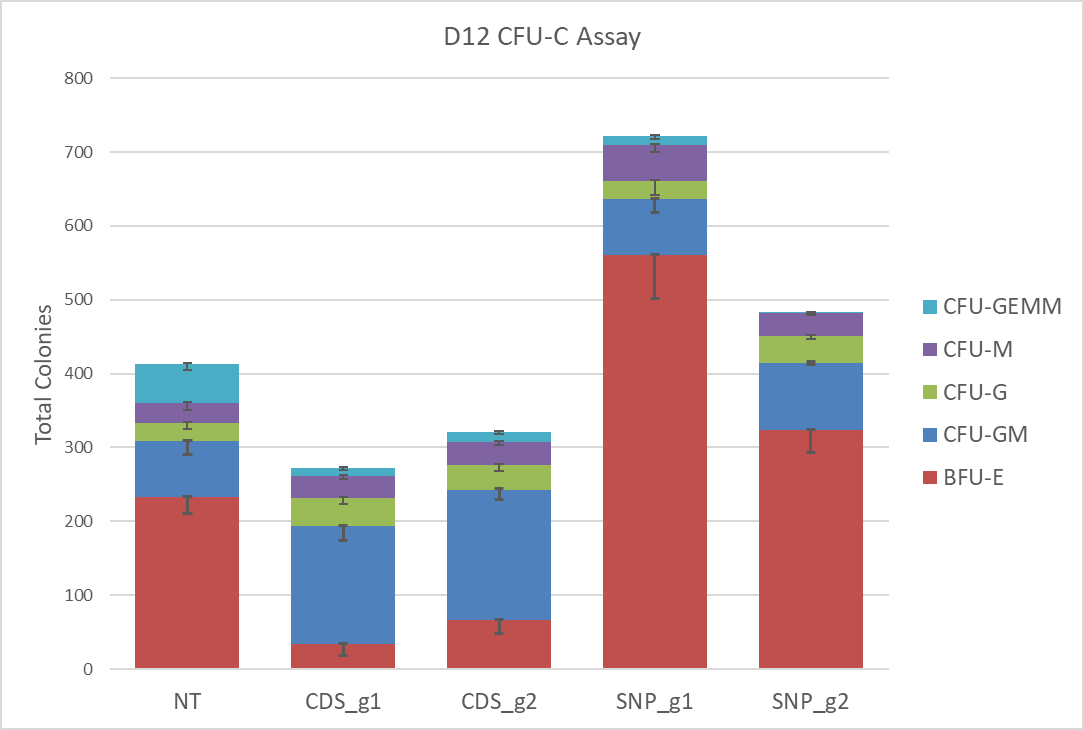 D12 CFU-C Assay
Total Colonies
800
700
600
500
400
300
200
100
0
NT
CDS_g1
CDS_g2
SNP_g1
SNP_g2
CFU-GEMM
CFU-M
CFU-G
CFU-GM
BFU-E